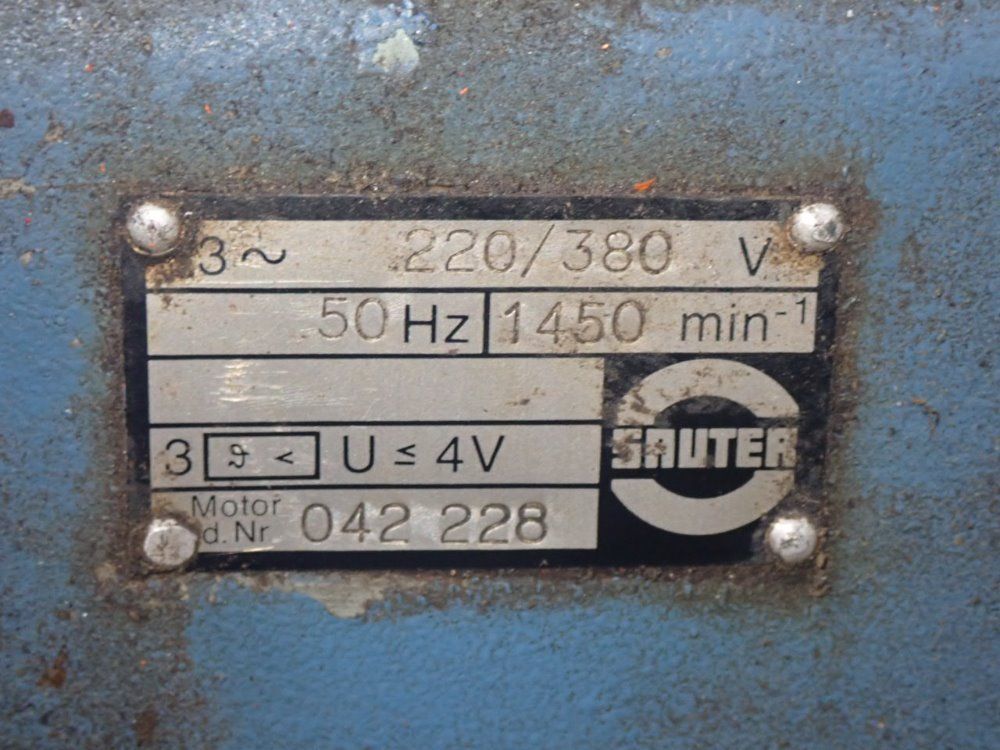 3~ 220/380 V
50 Hz 1450 min⁻¹
3 ϑ < U ≤ 4V
SAUTER
Motor
d.Nr 042 228